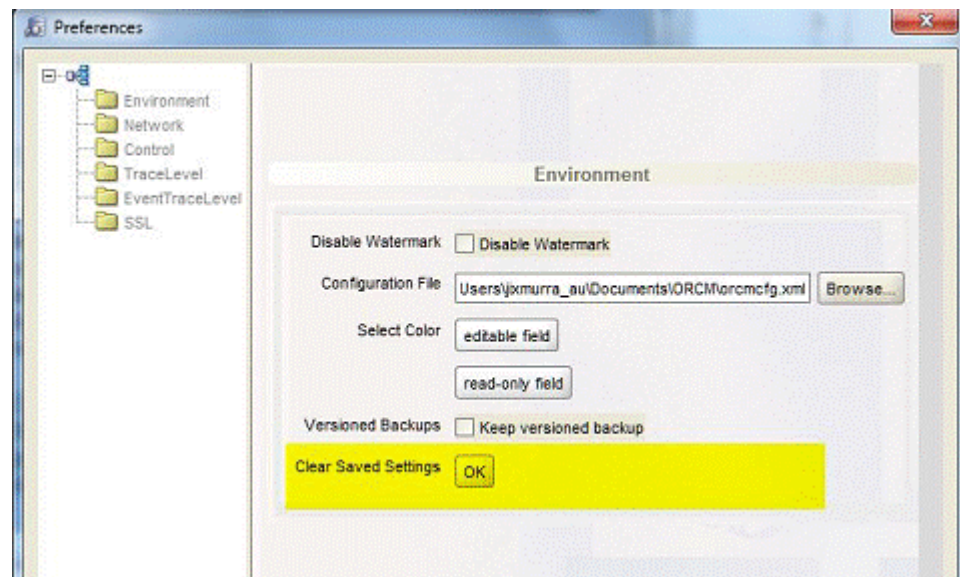 Preferences
Environment
Network
Control
TraceLevel
EventTraceLevel
SSL
Environment
Disable Watermark Disable Watermark
Configuration File Users\jxmurra_au\Documents\ORCM\orcmcfg.xml Browse...
Select Color editable field
read-only field
Versioned Backups Keep versioned backup
Clear Saved Settings OK